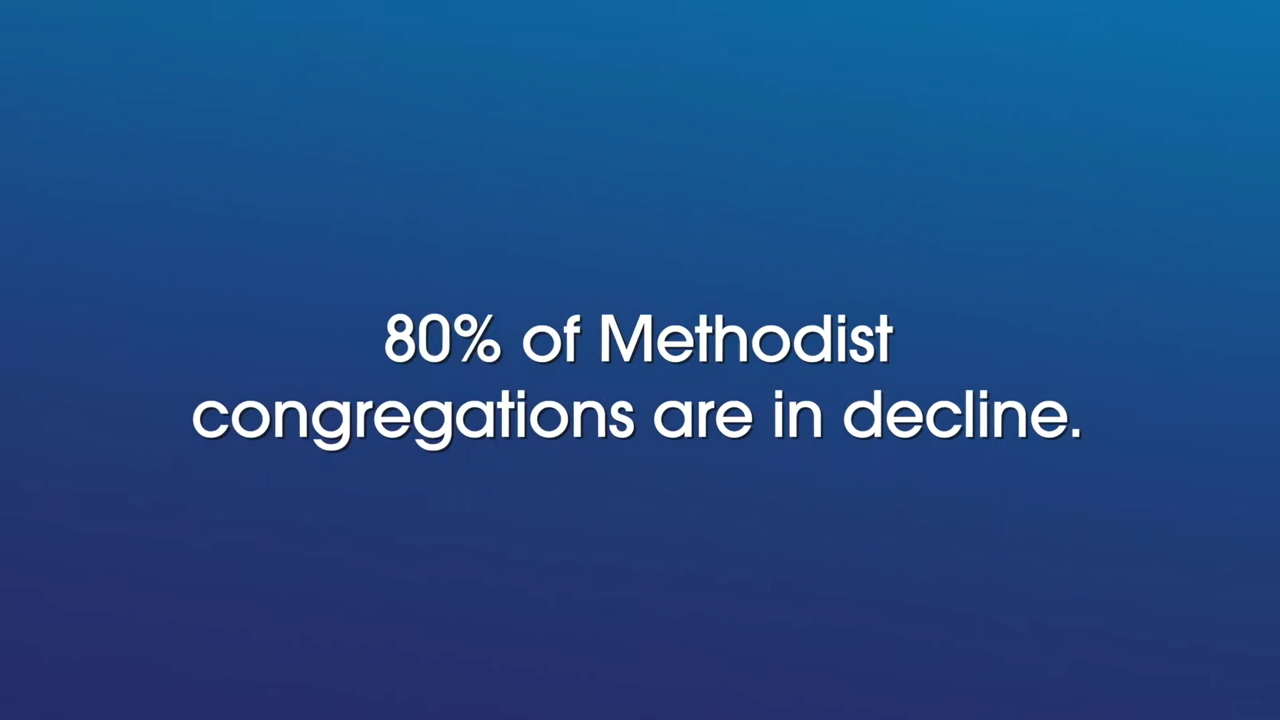 80% of Methodist
congregations are in decline.